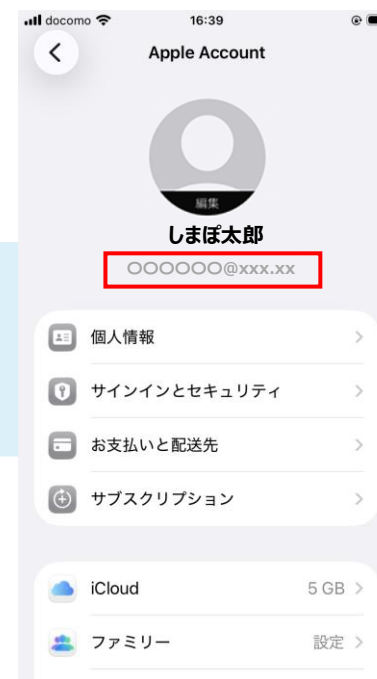 docomo 16:39
Apple Account
編集
しまぽ太郎
〇〇〇〇〇〇@xxx.xx
個人情報
サインインとセキュリティ
お支払いと配送先
サブスクリプション
iCloud 5 GB
ファミリー 設定